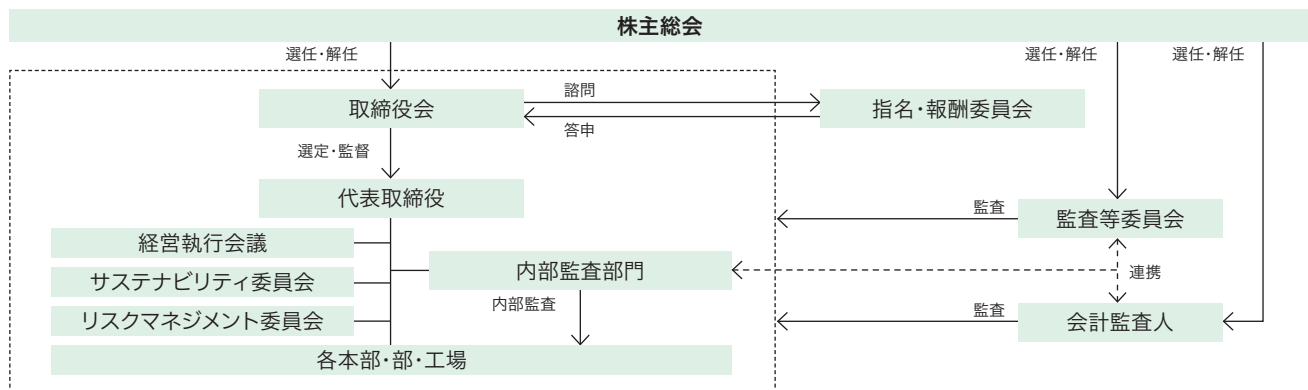 株主総会
選任・解任
選任・解任
選任・解任
取締役会
諮問
答申
指名・報酬委員会
選定・監督
代表取締役
監査
監査等委員会
経営執行会議
サステナビリティ委員会
リスクマネジメント委員会
内部監査部門
連携
内部監査
監査
会計監査人
各本部・部・工場